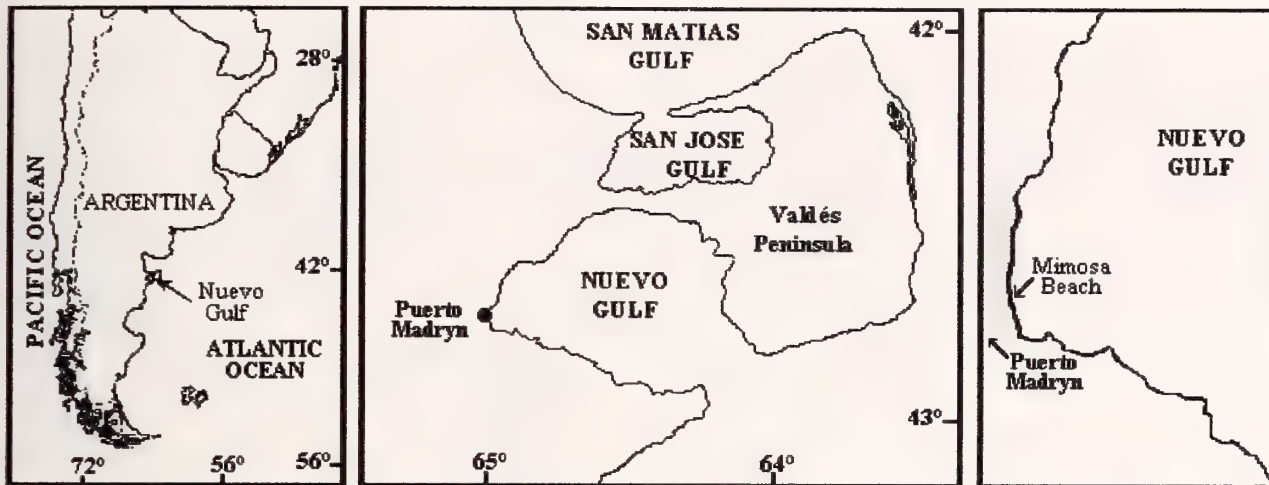 28°
PACIFIC OCEAN
ARGENTINA
42°
Nuevo
Gulf
ATLANTIC
OCEAN
72°
56°
56°
SAN MATIAS
GULF
42°
SAN JOSE
GULF
Valdés
Peninsula
NUEVO
GULF
Puerto
Madryn
43°
65°
64°
NUEVO
GULF
Mimosa
Beach
Puerto
Madryn